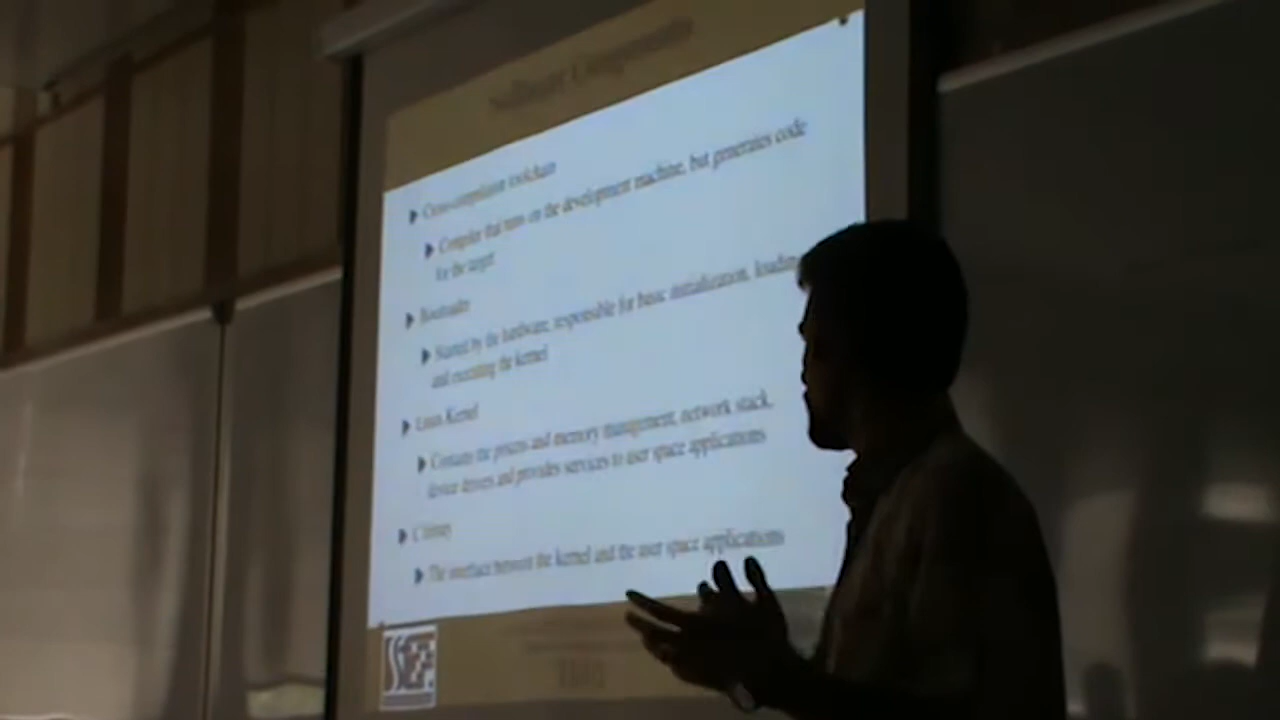 Software Components
Cross-compilation toolchain
Compiler that runs on the development machine, but generates code
for the target
Bootloader
Started by the hardware, responsible for basic initialization, loading
and executing the kernel
Linux Kernel
Contains the process and memory management, network stack,
device drivers and provides services to user space applications
C library
The interface between the kernel and the user space applications